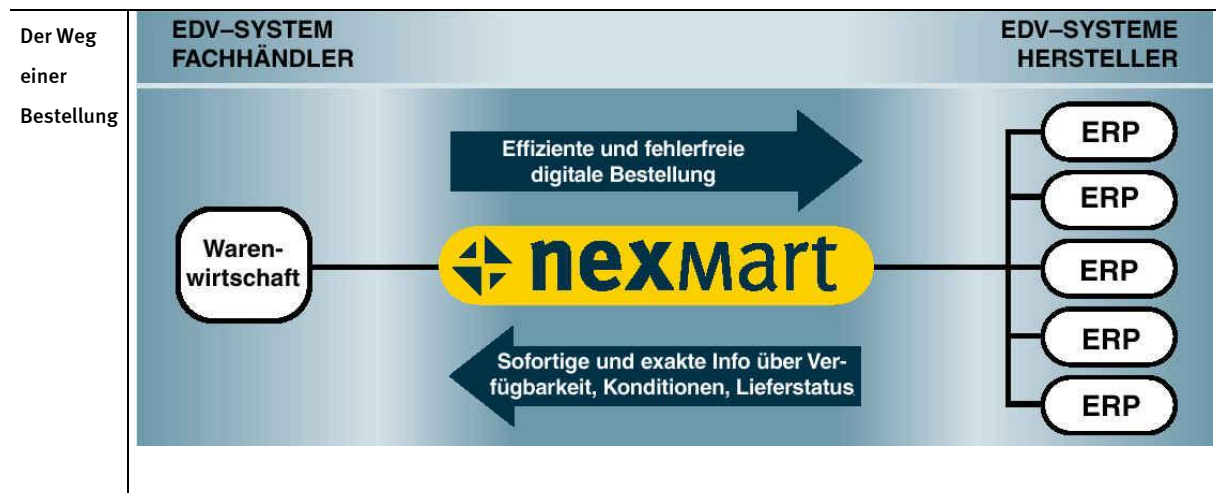 Der Weg
einer
Bestellung
EDV–SYSTEM
FACHHÄNDLER
EDV–SYSTEME
HERSTELLER
Effiziente und fehlerfreie
digitale Bestellung
Waren-
wirtschaft
nexmart
Sofortige und exakte Info über Ver-
fügbarkeit, Konditionen, Lieferstatus
ERP
ERP
ERP
ERP
ERP